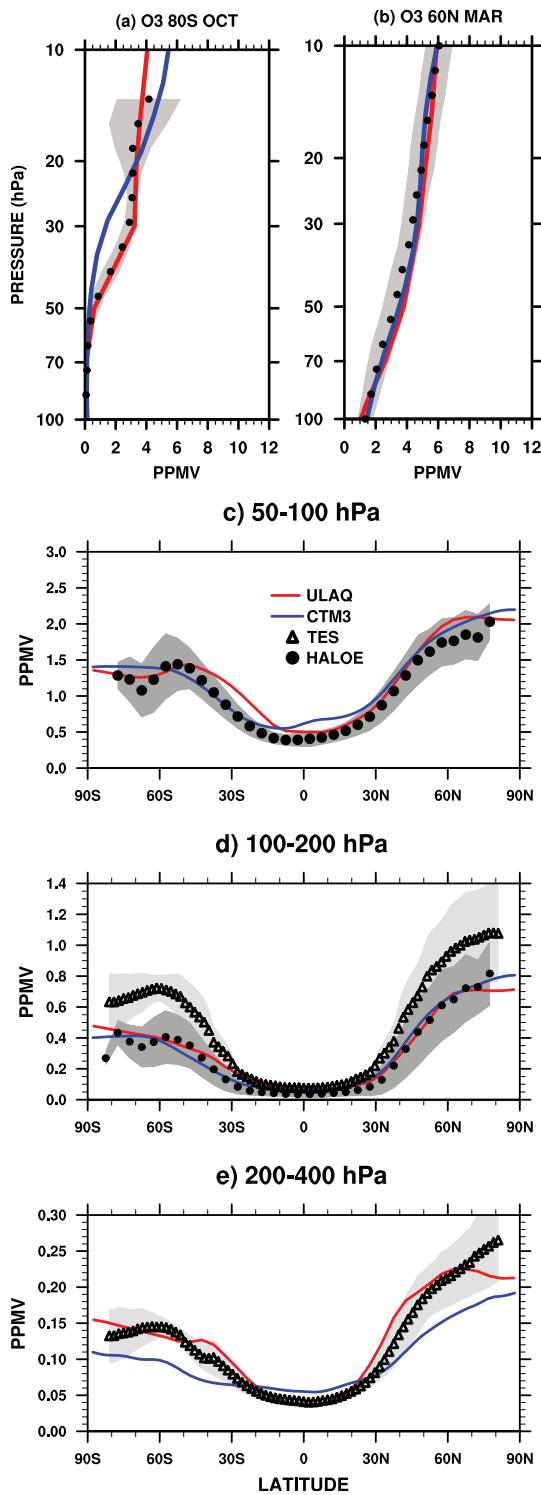 (a) O3 80S OCT
(b) O3 60N MAR
10
20
30
50
70
100
PRESSURE (hPa)
0 2 4 6 8 10 12
PPMV
10
20
30
50
70
100
0 2 4 6 8 10 12
PPMV
c) 50-100 hPa
3.0
2.5
2.0
1.5
1.0
0.5
0.0
PPMV
ULAQ
CTM3
TES
HALOE
90S 60S 30S 0 30N 60N 90N
d) 100-200 hPa
1.4
1.2
1.0
0.8
0.6
0.4
0.2
0.0
PPMV
90S 60S 30S 0 30N 60N 90N
e) 200-400 hPa
0.30
0.25
0.20
0.15
0.10
0.05
0.00
PPMV
90S 60S 30S 0 30N 60N 90N
LATITUDE